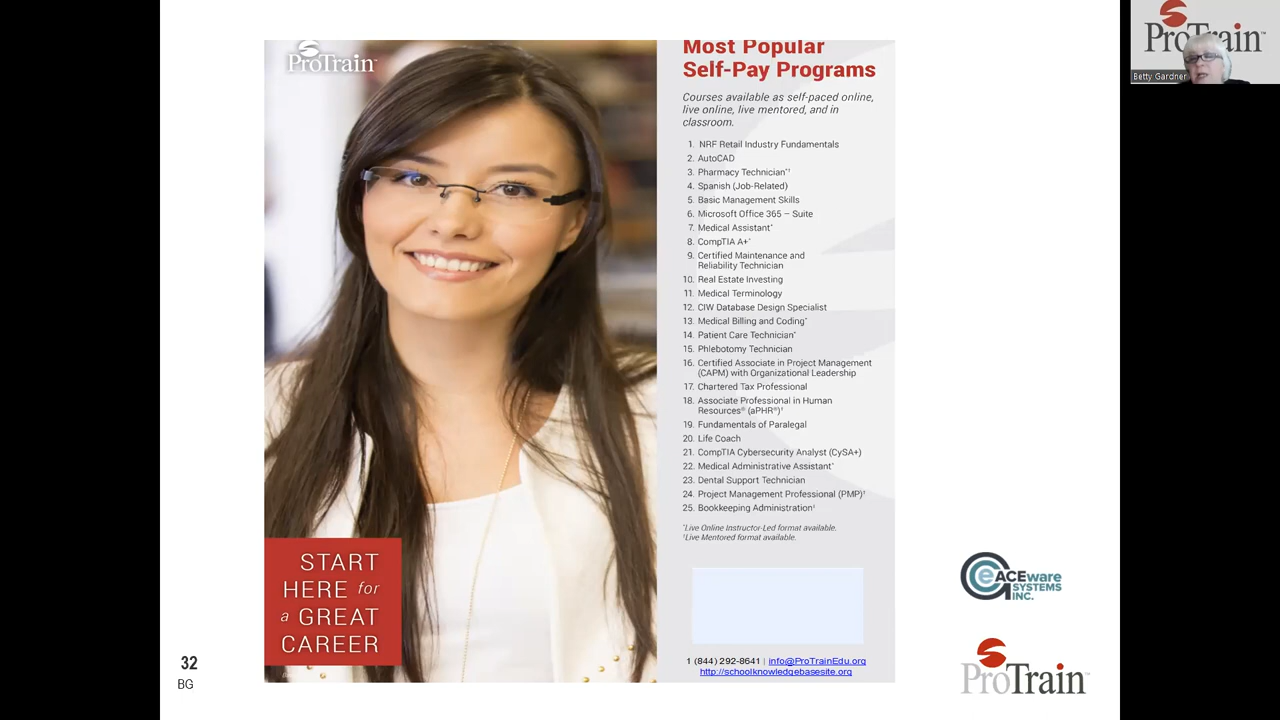 ProTrain™
Most Popular
Self-Pay Programs
Courses available as self-paced online,
live online, live mentored, and in
classroom.
1. NRF Retail Industry Fundamentals
2. AutoCAD
3. Pharmacy Technician*†
4. Spanish (Job-Related)
5. Basic Management Skills
6. Microsoft Office 365 – Suite
7. Medical Assistant*
8. CompTIA A+*
9. Certified Maintenance and
Reliability Technician
10. Real Estate Investing
11. Medical Terminology
12. CIW Database Design Specialist
13. Medical Billing and Coding*
14. Patient Care Technician*
15. Phlebotomy Technician
16. Certified Associate in Project Management
(CAPM) with Organizational Leadership
17. Chartered Tax Professional
18. Associate Professional in Human
Resources® (aPHR®)‡
19. Fundamentals of Paralegal
20. Life Coach
21. CompTIA Cybersecurity Analyst (CySA+)
22. Medical Administrative Assistant*
23. Dental Support Technician
24. Project Management Professional (PMP)‡
25. Bookkeeping Administration‡
*Live Online Instructor-Led format available.
‡Live Mentored format available.
1 (844) 292-8641 | info@ProTrainEdu.org
http://schoolknowledgebasesite.org
START
HERE for
a GREAT
CAREER
32
BG
ACEware
SYSTEMS
INC.
ProTrain™
ProTrain™
Betty Gardner